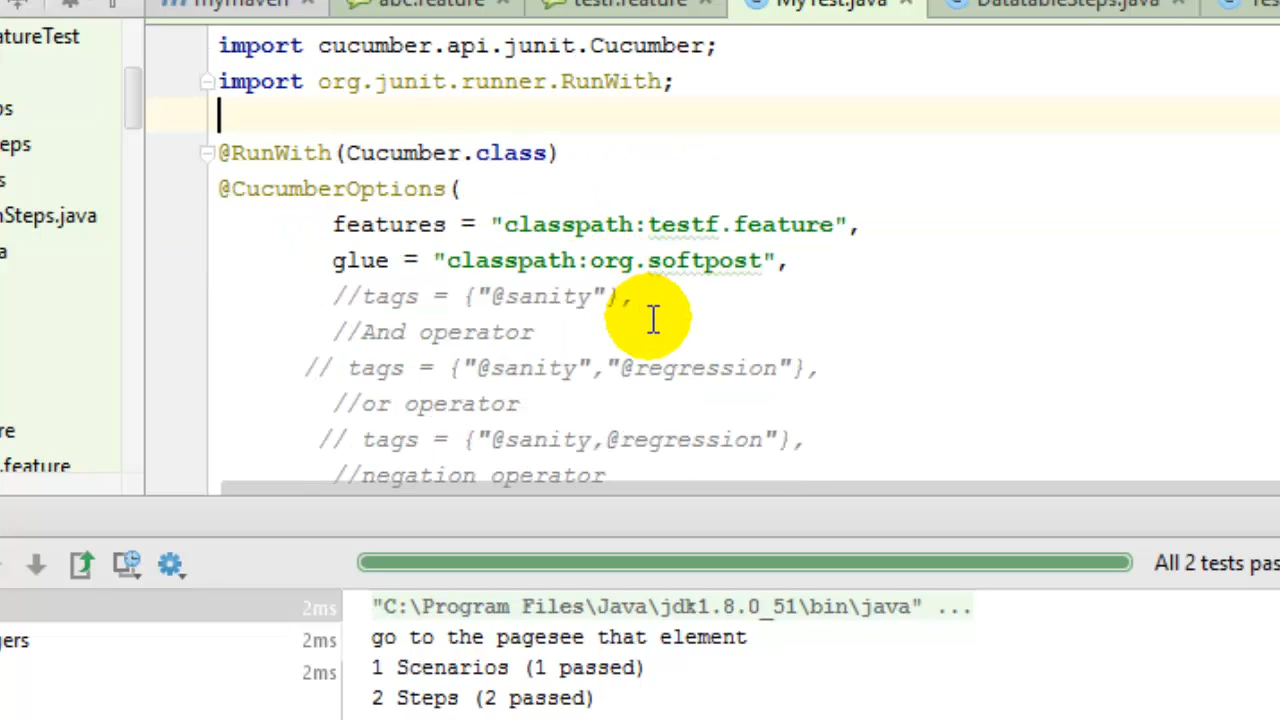 mymaven
abc.feature
testf.feature
MyTest.java
DatatableSteps.java
atureTest
ps
eps
s
nSteps.java
a
re
.feature
import cucumber.api.junit.Cucumber;
import org.junit.runner.RunWith;
@RunWith(Cucumber.class)
@CucumberOptions(
features = "classpath:testf.feature",
glue = "classpath:org.softpost",
//tags = {"@sanity"},
//And operator
// tags = {"@sanity","@regression"},
//or operator
// tags = {"@sanity,@regression"},
//negation operator
All 2 tests pas
2ms
gers 2ms
2ms
"C:\Program Files\Java\jdk1.8.0_51\bin\java" ...
go to the pagesee that element
1 Scenarios (1 passed)
2 Steps (2 passed)